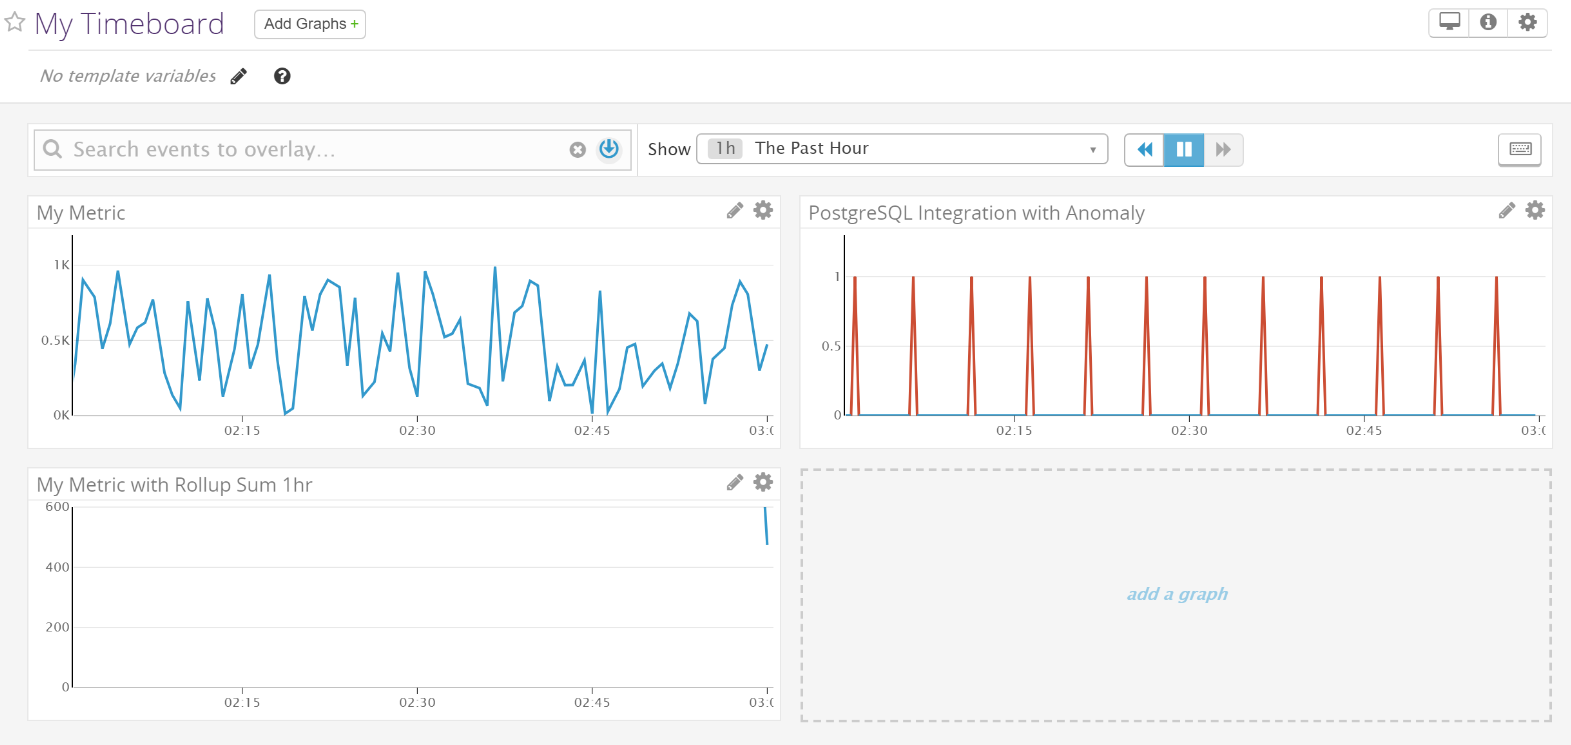 My Timeboard
Add Graphs +
No template variables
Search events to overlay...
Show
1h The Past Hour
My Metric
1K
0.5K
0K
02:15 02:30 02:45 03:0
PostgreSQL Integration with Anomaly
1
0.5
0
02:15 02:30 02:45 03:0
My Metric with Rollup Sum 1hr
600
400
200
0
02:15 02:30 02:45 03:0
add a graph